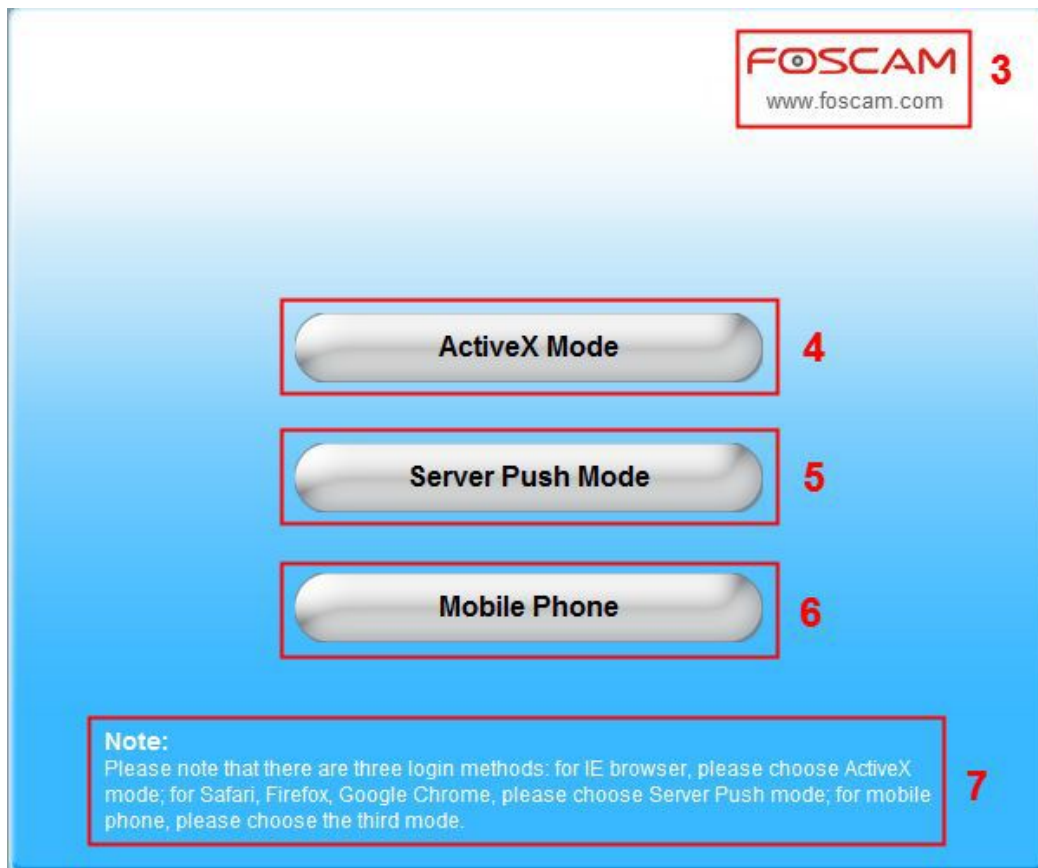 FOSCAM
www.foscam.com
3
ActiveX Mode
4
Server Push Mode
5
Mobile Phone
6
Note:
Please note that there are three login methods: for IE browser, please choose ActiveX
mode; for Safari, Firefox, Google Chrome, please choose Server Push mode; for mobile
phone, please choose the third mode.
7